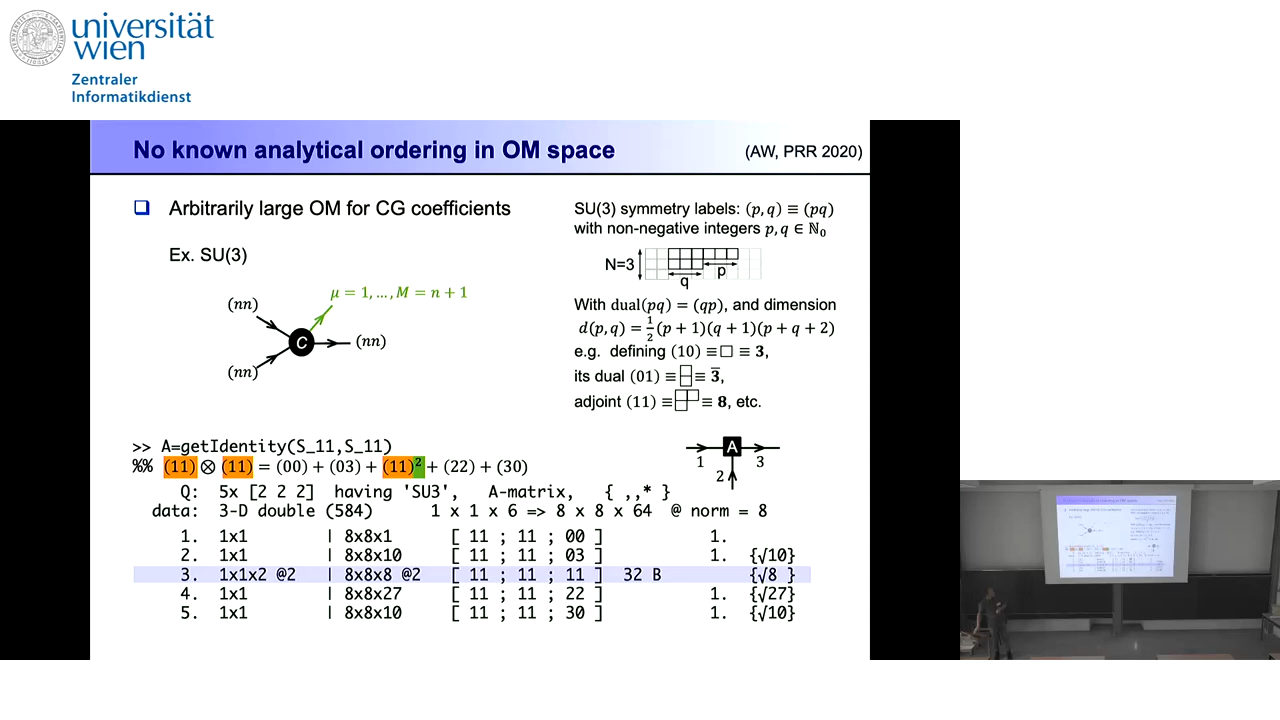 universität
wien
Zentraler
Informatikdienst
No known analytical ordering in OM space
(AW, PRR 2020)
❑ Arbitrarily large OM for CG coefficients
Ex. SU(3)
(nn)
μ = 1, ..., M = n + 1
C
(nn)
(nn)
SU(3) symmetry labels: (p, q) ≡ (pq)
with non-negative integers p, q ∈ ℕ₀
N=3
p
q
With dual(pq) = (qp), and dimension
d(p, q) = ½(p + 1)(q + 1)(p + q + 2)
e.g. defining (10) ≡ □ ≡ 3,
its dual (01) ≡ ≡ 3̅,
adjoint (11) ≡ ≡ 8, etc.
>> A=getIdentity(S_11,S_11)
%% (11) ⊗ (11) = (00) + (03) + (11)² + (22) + (30)
A
1
3
2
Q: 5x [2 2 2] having 'SU3', A-matrix, { ,,* }
data: 3-D double (584) 1 x 1 x 6 => 8 x 8 x 64 @ norm = 8
1. 1x1 | 8x8x1 [ 11 ; 11 ; 00 ] 1.
2. 1x1 | 8x8x10 [ 11 ; 11 ; 03 ] 1. {√10}
3. 1x1x2 @2 | 8x8x8 @2 [ 11 ; 11 ; 11 ] 32 B {√8 }
4. 1x1 | 8x8x27 [ 11 ; 11 ; 22 ] 1. {√27}
5. 1x1 | 8x8x10 [ 11 ; 11 ; 30 ] 1. {√10}